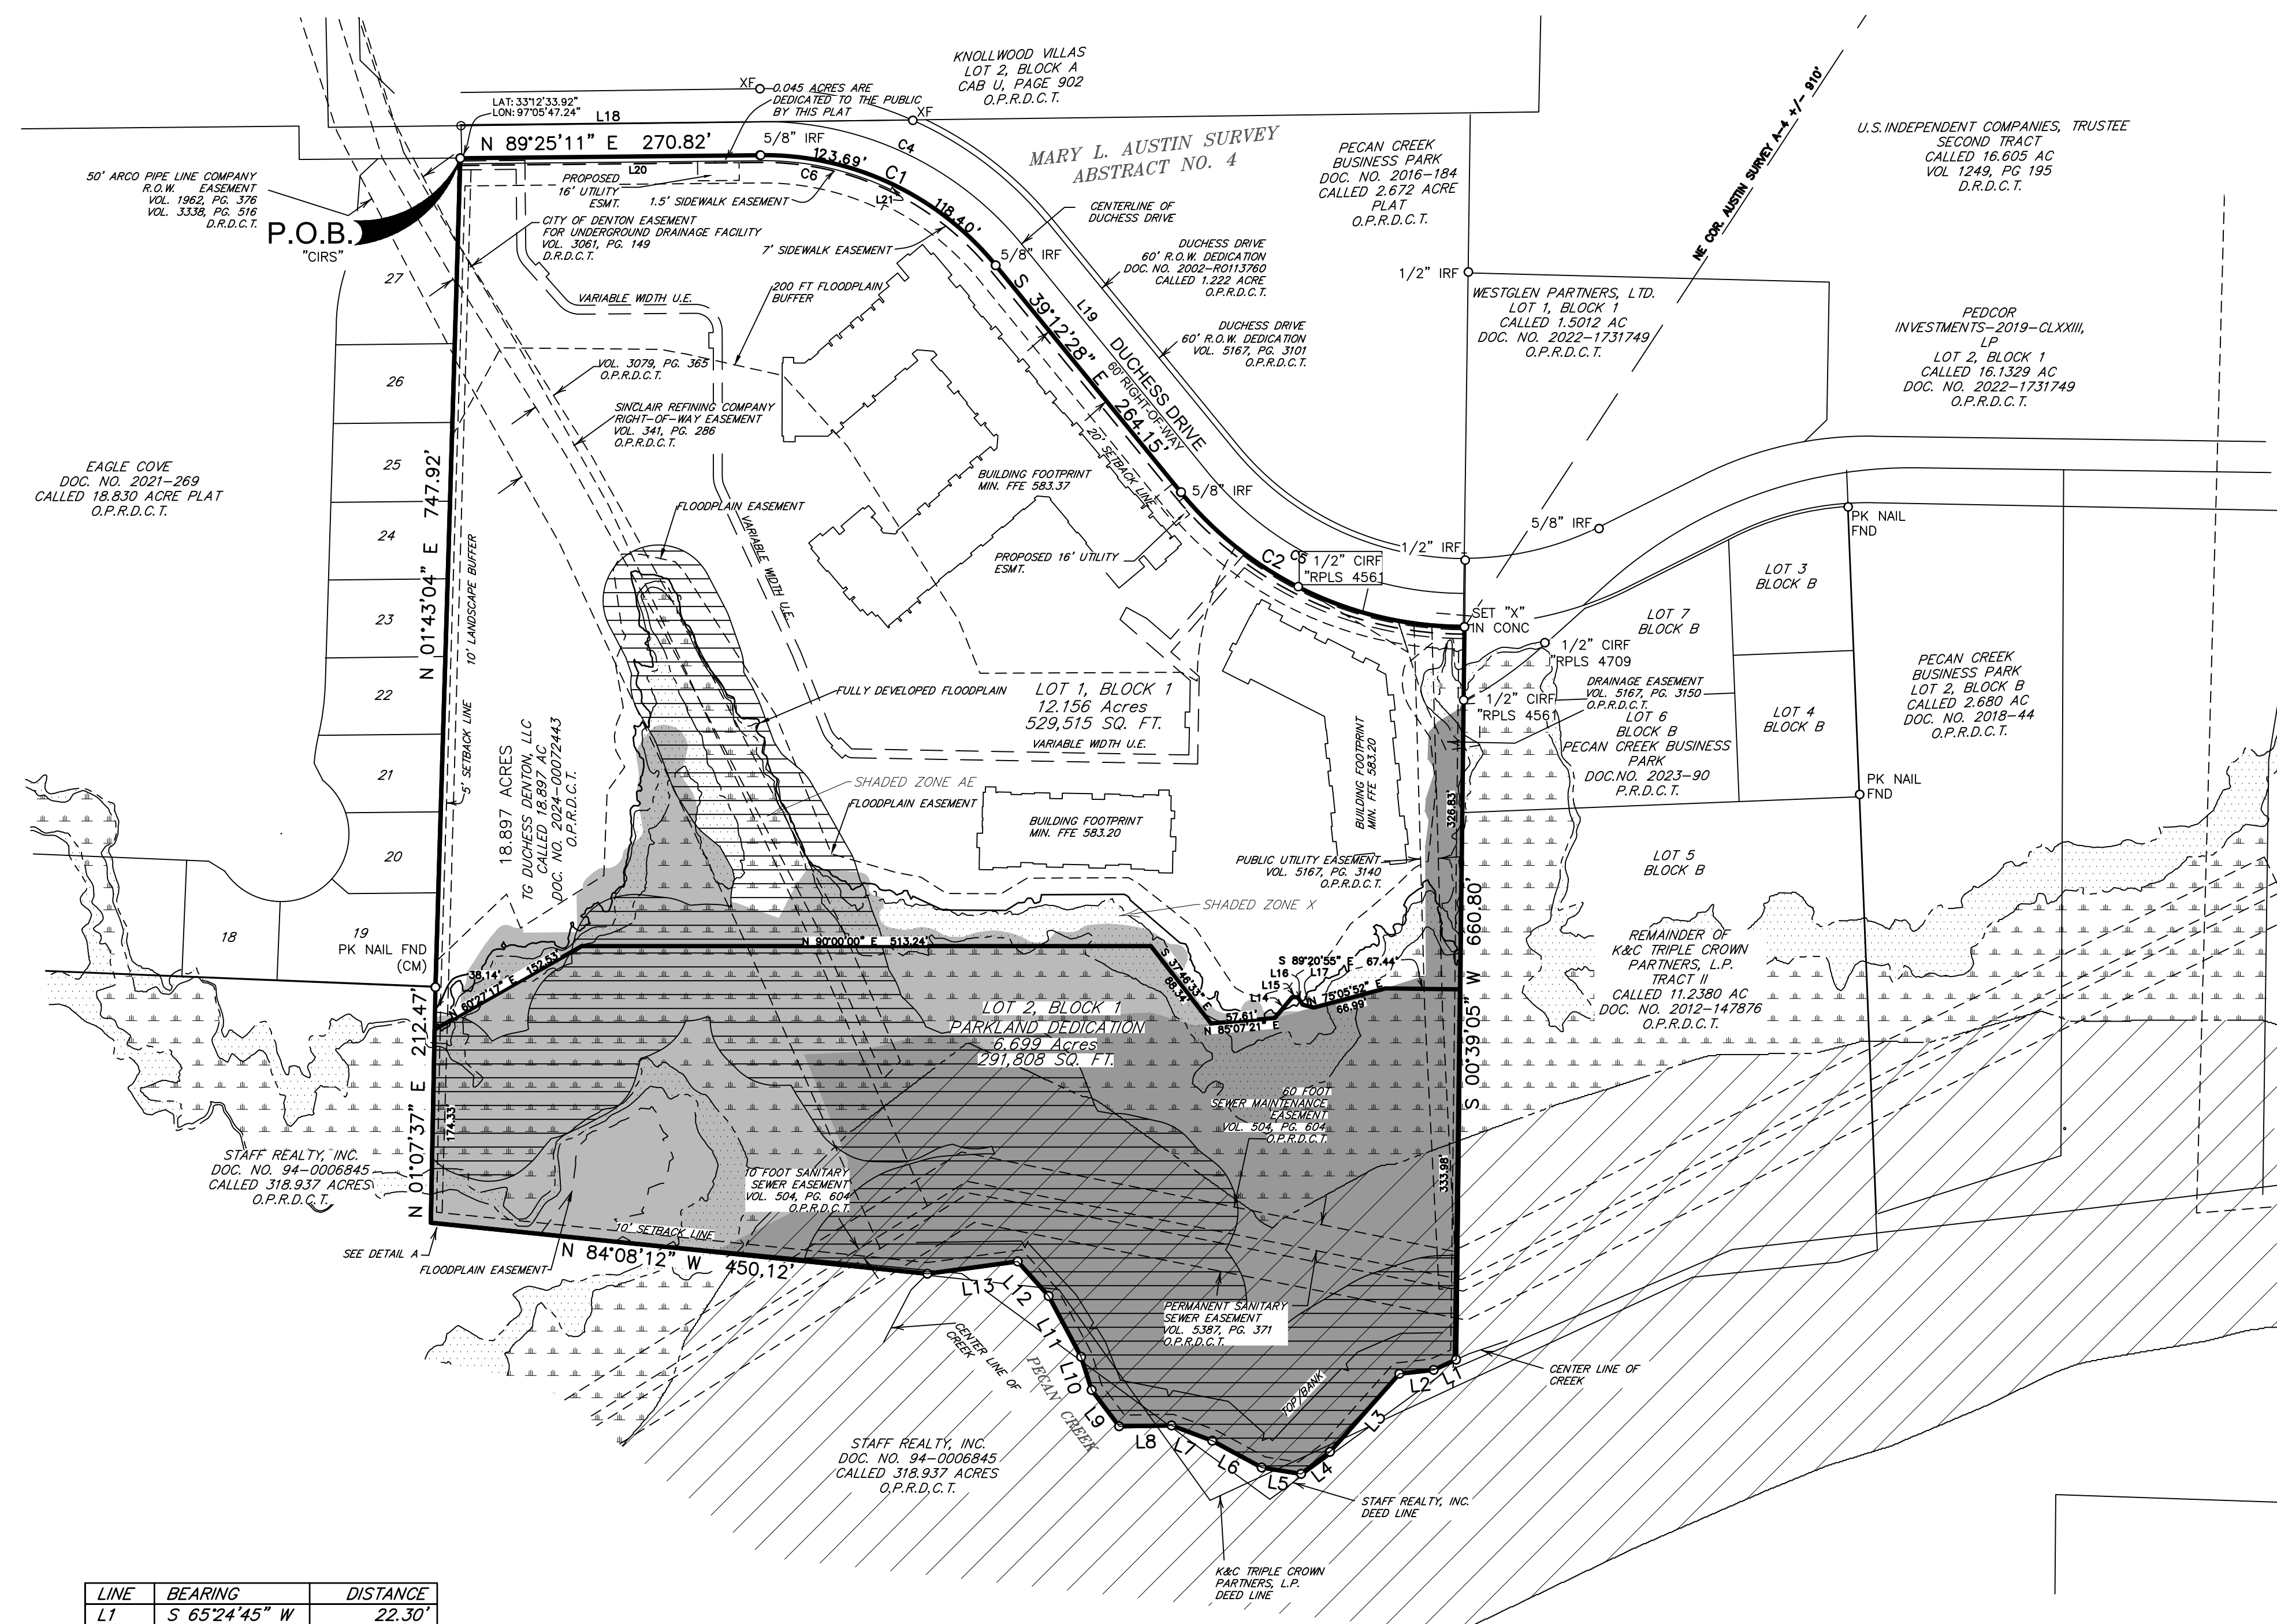 KNOLLWOOD VILLAS
LOT 2, BLOCK A
CAB U, PAGE 902
O.P.R.D.C.T.
XF
0.045 ACRES ARE
DEDICATED TO THE PUBLIC
BY THIS PLAT
XF
LAT: 33°12'33.92"
LON: 97°05'47.24"
L18
N 89°25'11" E 270.82'
5/8" IRF
C4
123.69'
C1
C6
L20
L21
118.40'
MARY L. AUSTIN SURVEY
ABSTRACT NO. 4
PECAN CREEK
BUSINESS PARK
DOC. NO. 2016-184
CALLED 2.672 ACRE
PLAT
O.P.R.D.C.T.
NE COR. AUSTIN SURVEY A-4 +/- 910'
U.S.INDEPENDENT COMPANIES, TRUSTEE
SECOND TRACT
CALLED 16.605 AC
VOL 1249, PG 195
D.R.D.C.T.
50' ARCO PIPE LINE COMPANY
R.O.W. EASEMENT
VOL. 1962, PG. 376
VOL. 3338, PG. 516
D.R.D.C.T.
P.O.B.
"CIRS"
PROPOSED
16' UTILITY
ESMT.
1.5' SIDEWALK EASEMENT
CITY OF DENTON EASEMENT
FOR UNDERGROUND DRAINAGE FACILITY
VOL. 3061, PG. 149
D.R.D.C.T.
7' SIDEWALK EASEMENT
CENTERLINE OF
DUCHESS DRIVE
DUCHESS DRIVE
60' R.O.W. DEDICATION
DOC. NO. 2002-R0113760
CALLED 1.222 ACRE
O.P.R.D.C.T.
5/8" IRF
1/2" IRF
27
VARIABLE WIDTH U.E.
200 FT FLOODPLAIN
BUFFER
S 39°12'28" E 264.15'
L19
DUCHESS DRIVE
60' RIGHT-OF-WAY
DUCHESS DRIVE
60' R.O.W. DEDICATION
VOL. 5167, PG. 3101
O.P.R.D.C.T.
WESTGLEN PARTNERS, LTD.
LOT 1, BLOCK 1
CALLED 1.5012 AC
DOC. NO. 2022-1731749
O.P.R.D.C.T.
PEDCOR
INVESTMENTS-2019-CLXXIII,
LP
LOT 2, BLOCK 1
CALLED 16.1329 AC
DOC. NO. 2022-1731749
O.P.R.D.C.T.
26
VOL. 3079, PG. 365
O.P.R.D.C.T.
SINCLAIR REFINING COMPANY
RIGHT-OF-WAY EASEMENT
VOL. 341, PG. 286
O.P.R.D.C.T.
20' SETBACK LINE
EAGLE COVE
DOC. NO. 2021-269
CALLED 18.830 ACRE PLAT
O.P.R.D.C.T.
25
N 01°43'04" E 747.92'
BUILDING FOOTPRINT
MIN. FFE 583.37
5/8" IRF
FLOODPLAIN EASEMENT
VARIABLE WIDTH U.E.
24
10' LANDSCAPE BUFFER
PROPOSED 16' UTILITY
ESMT.
C2
C5
1/2" CIRF
"RPLS 4561
1/2" IRF
5/8" IRF
PK NAIL
FND
LOT 3
BLOCK B
23
SET "X"
IN CONC
LOT 7
BLOCK B
1/2" CIRF
"RPLS 4709
PECAN CREEK
BUSINESS PARK
LOT 2, BLOCK B
CALLED 2.680 AC
DOC. NO. 2018-44
O.P.R.D.C.T.
22
FULLY DEVELOPED FLOODPLAIN
LOT 1, BLOCK 1
12.156 Acres
529,515 SQ. FT.
VARIABLE WIDTH U.E.
DRAINAGE EASEMENT
VOL. 5167, PG. 3150
O.P.R.D.C.T.
1/2" CIRF
"RPLS 4561
LOT 6
BLOCK B
PECAN CREEK BUSINESS
PARK
DOC.NO. 2023-90
P.R.D.C.T.
LOT 4
BLOCK B
5' SETBACK LINE
18.897 ACRES
TG DUCHESS DENTON, LLC
CALLED 18.897 AC
DOC. NO. 2024-00072443
O.P.R.D.C.T.
21
SHADED ZONE AE
FLOODPLAIN EASEMENT
BUILDING FOOTPRINT
MIN. FFE 583.20
BUILDING FOOTPRINT
MIN. FFE 583.20
326.83'
PK NAIL
FND
20
PUBLIC UTILITY EASEMENT
VOL. 5167, PG. 3140
O.P.R.D.C.T.
LOT 5
BLOCK B
SHADED ZONE X
18
19
PK NAIL FND
(CM)
38.14'
N 60°27'17" E 152.53'
N 90°00'00" E 513.24'
S 37°46'33" E
88.34'
S 89°20'55" E 67.44'
L16
L17
L15
L14
57.61'
N 85°07'21" E
N 75°05'52" E
66.99'
S 00°39'05" W 660.80'
REMAINDER OF
K&C TRIPLE CROWN
PARTNERS, L.P.
TRACT II
CALLED 11.2380 AC
DOC. NO. 2012-147876
O.P.R.D.C.T.
LOT 2, BLOCK 1
PARKLAND DEDICATION
6.699 Acres
291,808 SQ. FT.
N 01°07'37" E 212.47'
174.33'
60 FOOT
SEWER MAINTENANCE
EASEMENT
VOL. 504, PG. 604
O.P.R.D.C.T.
STAFF REALTY, INC.
DOC. NO. 94-0006845
CALLED 318.937 ACRES
O.P.R.D.C.T.
10 FOOT SANITARY
SEWER EASEMENT
VOL. 504, PG. 604
O.P.R.D.C.T.
333.98'
10' SETBACK LINE
SEE DETAIL A
FLOODPLAIN EASEMENT
N 84°08'12" W 450.12'
L13
L12
L11
L10
L9
L8
L7
L6
L5
L4
L3
L2
L1
PERMANENT SANITARY
SEWER EASEMENT
VOL. 5387, PG. 371
O.P.R.D.C.T.
CENTER LINE OF
CREEK
PECAN CREEK
TOP/BANK
CENTER LINE OF
CREEK
STAFF REALTY, INC.
DOC. NO. 94-0006845
CALLED 318.937 ACRES
O.P.R.D.C.T.
STAFF REALTY, INC.
DEED LINE
K&C TRIPLE CROWN
PARTNERS, L.P.
DEED LINE
LINE BEARING DISTANCE
L1 S 65°24'45" W 22.30'